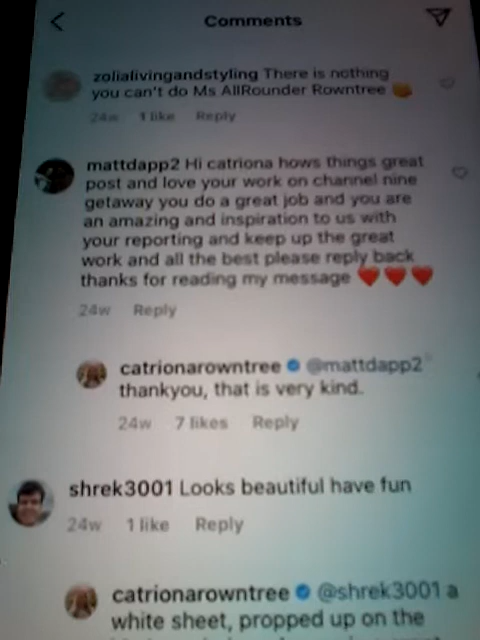 Comments
zolialivingandstyling There is nothing
you can't do Ms AllRounder Rowntree
24w 1 like Reply
mattdapp2 Hi catriona hows things great
post and love your work on channel nine
getaway you do a great job and you are
an amazing and inspiration to us with
your reporting and keep up the great
work and all the best please reply back
thanks for reading my message ❤️❤️❤️
24w Reply
catrionarowntree @mattdapp2
thankyou, that is very kind.
24w 7 likes Reply
shrek3001 Looks beautiful have fun
24w 1 like Reply
catrionarowntree @shrek3001 a
white sheet, propped up on the